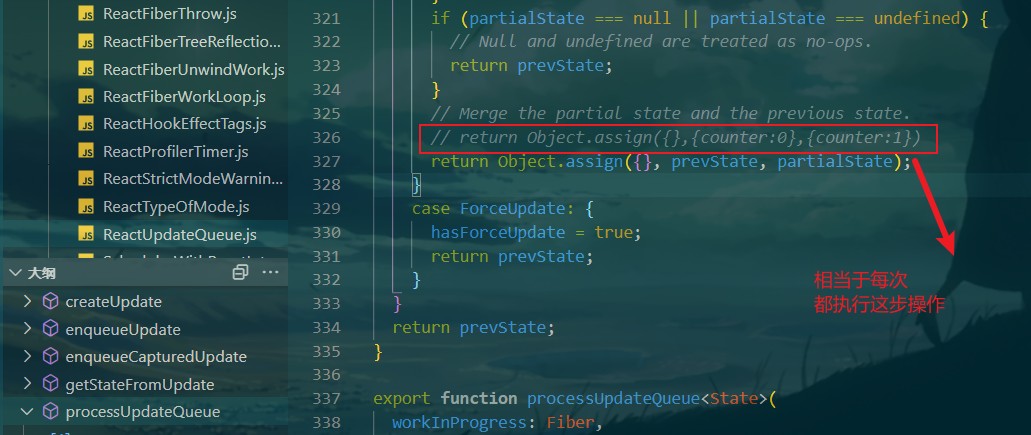 ReactFiberThrow.js
ReactFiberTreeReflectio...
ReactFiberUnwindWork.js
ReactFiberWorkLoop.js
ReactHookEffectTags.js
ReactProfilerTimer.js
ReactStrictModeWarnin...
ReactTypeOfMode.js
ReactUpdateQueue.js
大纲
createUpdate
enqueueUpdate
enqueueCapturedUpdate
getStateFromUpdate
processUpdateQueue
321 if (partialState === null || partialState === undefined) {
322 // Null and undefined are treated as no-ops.
323 return prevState;
324 }
325 // Merge the partial state and the previous state.
326 // return Object.assign({},{counter:0},{counter:1})
327 return Object.assign({}, prevState, partialState);
328 }
329 case ForceUpdate: {
330 hasForceUpdate = true;
331 return prevState;
332 }
333 }
334 return prevState;
335 }
336
337 export function processUpdateQueue<State>(
338 workInProgress: Fiber,
相当于每次
都执行这步操作